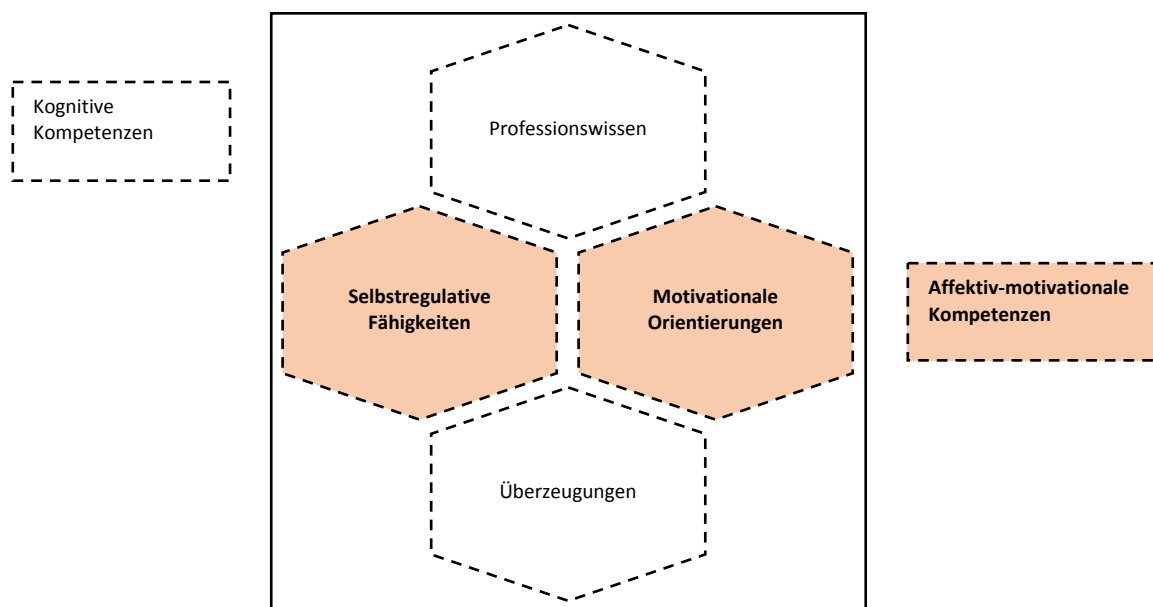 Kognitive
Kompetenzen
Professionswissen
Selbstregulative
Fähigkeiten
Motivationale
Orientierungen
Affektiv-motivationale
Kompetenzen
Überzeugungen